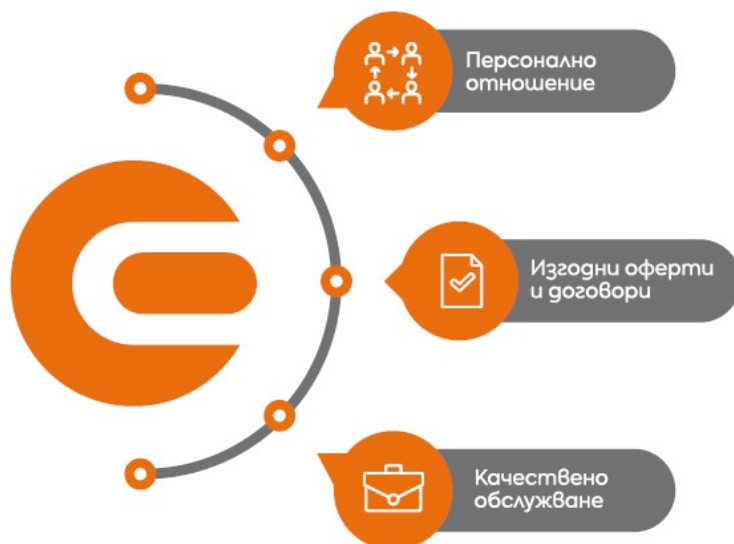 Персонално
отношение
Изгодни оферти
и договори
Качествено
обслужване